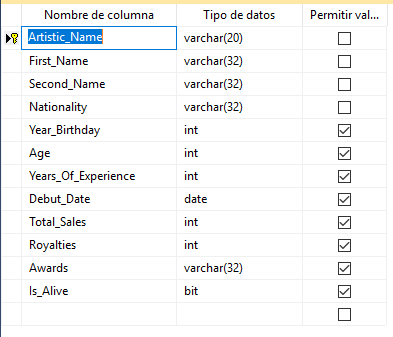 Nombre de columna Tipo de datos Permitir val...
Artistic_Name varchar(20)
First_Name varchar(32)
Second_Name varchar(32)
Nationality varchar(32)
Year_Birthday int
Age int
Years_Of_Experience int
Debut_Date date
Total_Sales int
Royalties int
Awards varchar(32)
Is_Alive bit